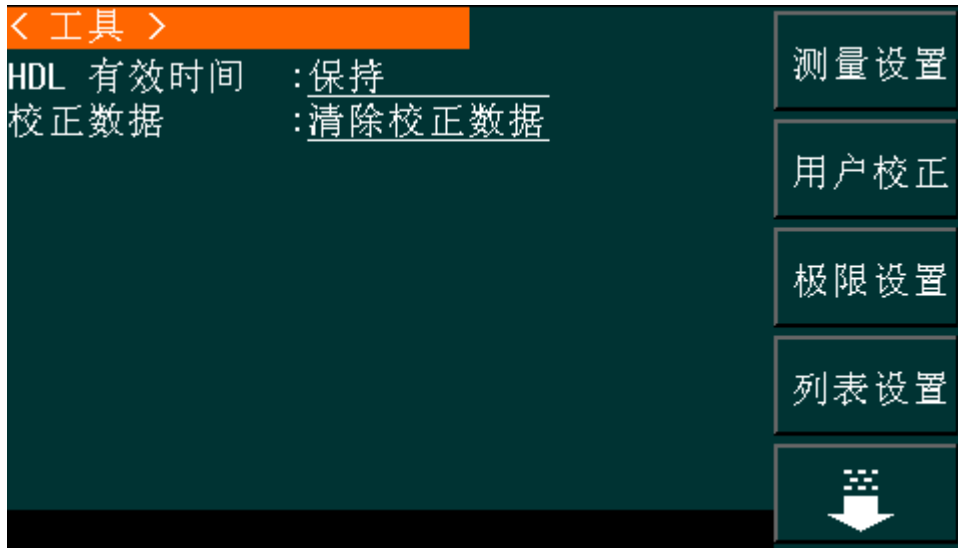 < 工具 >
HDL 有效时间 :保持
校正数据 :清除校正数据
测量设置
用户校正
极限设置
列表设置